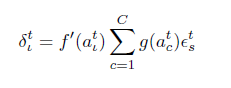 δ_ι^t = f′(a_ι^t) ∑_{c=1}^{C} g(a_c^t) ϵ_s^t